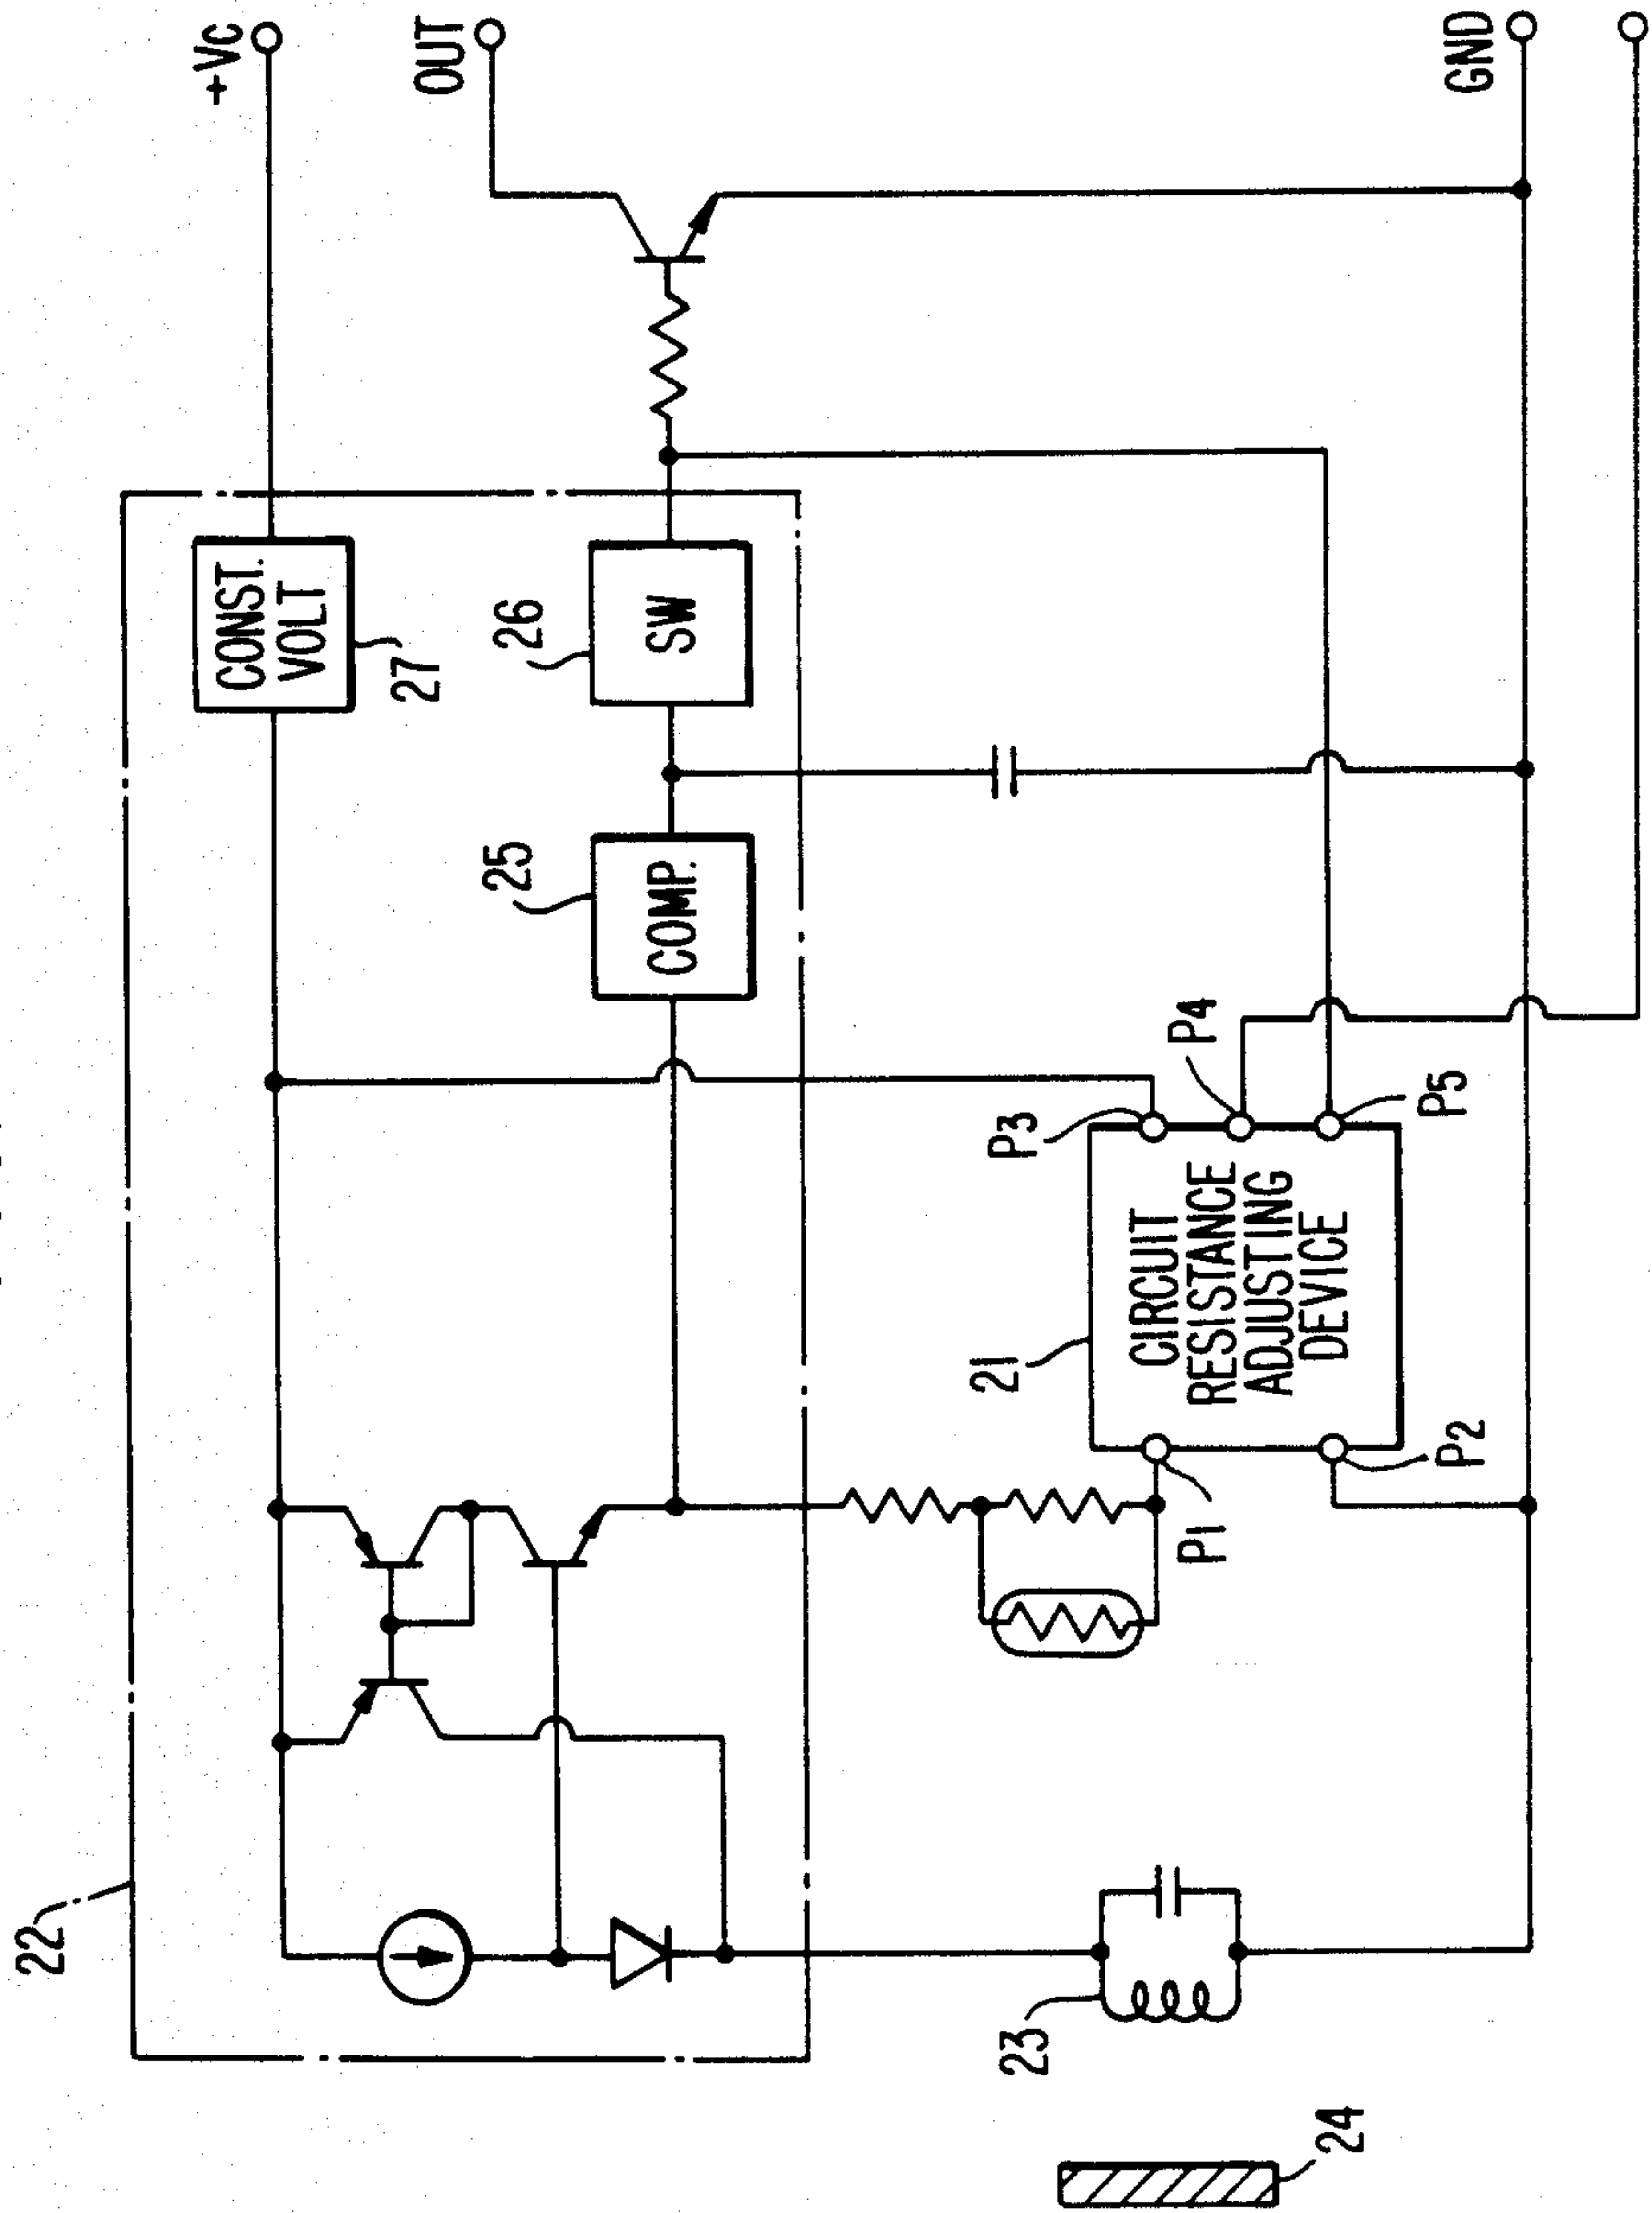 22
+Vc
OUT
GND
CONST.
VOLT
27
26
SW
25
COMP.
P3
P4
P5
21
CIRCUIT
RESISTANCE
ADJUSTING
DEVICE
P1
P2
23
24